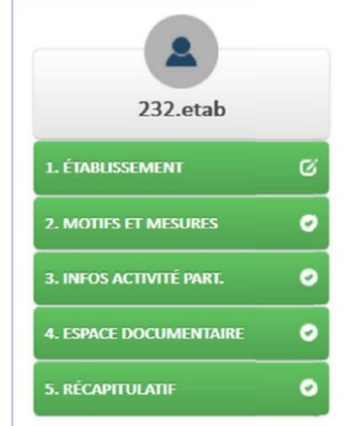 232.etab
1. ÉTABLISSEMENT
2. MOTIFS ET MESURES
3. INFOS ACTIVITÉ PART.
4. ESPACE DOCUMENTAIRE
5. RÉCAPITULATIF